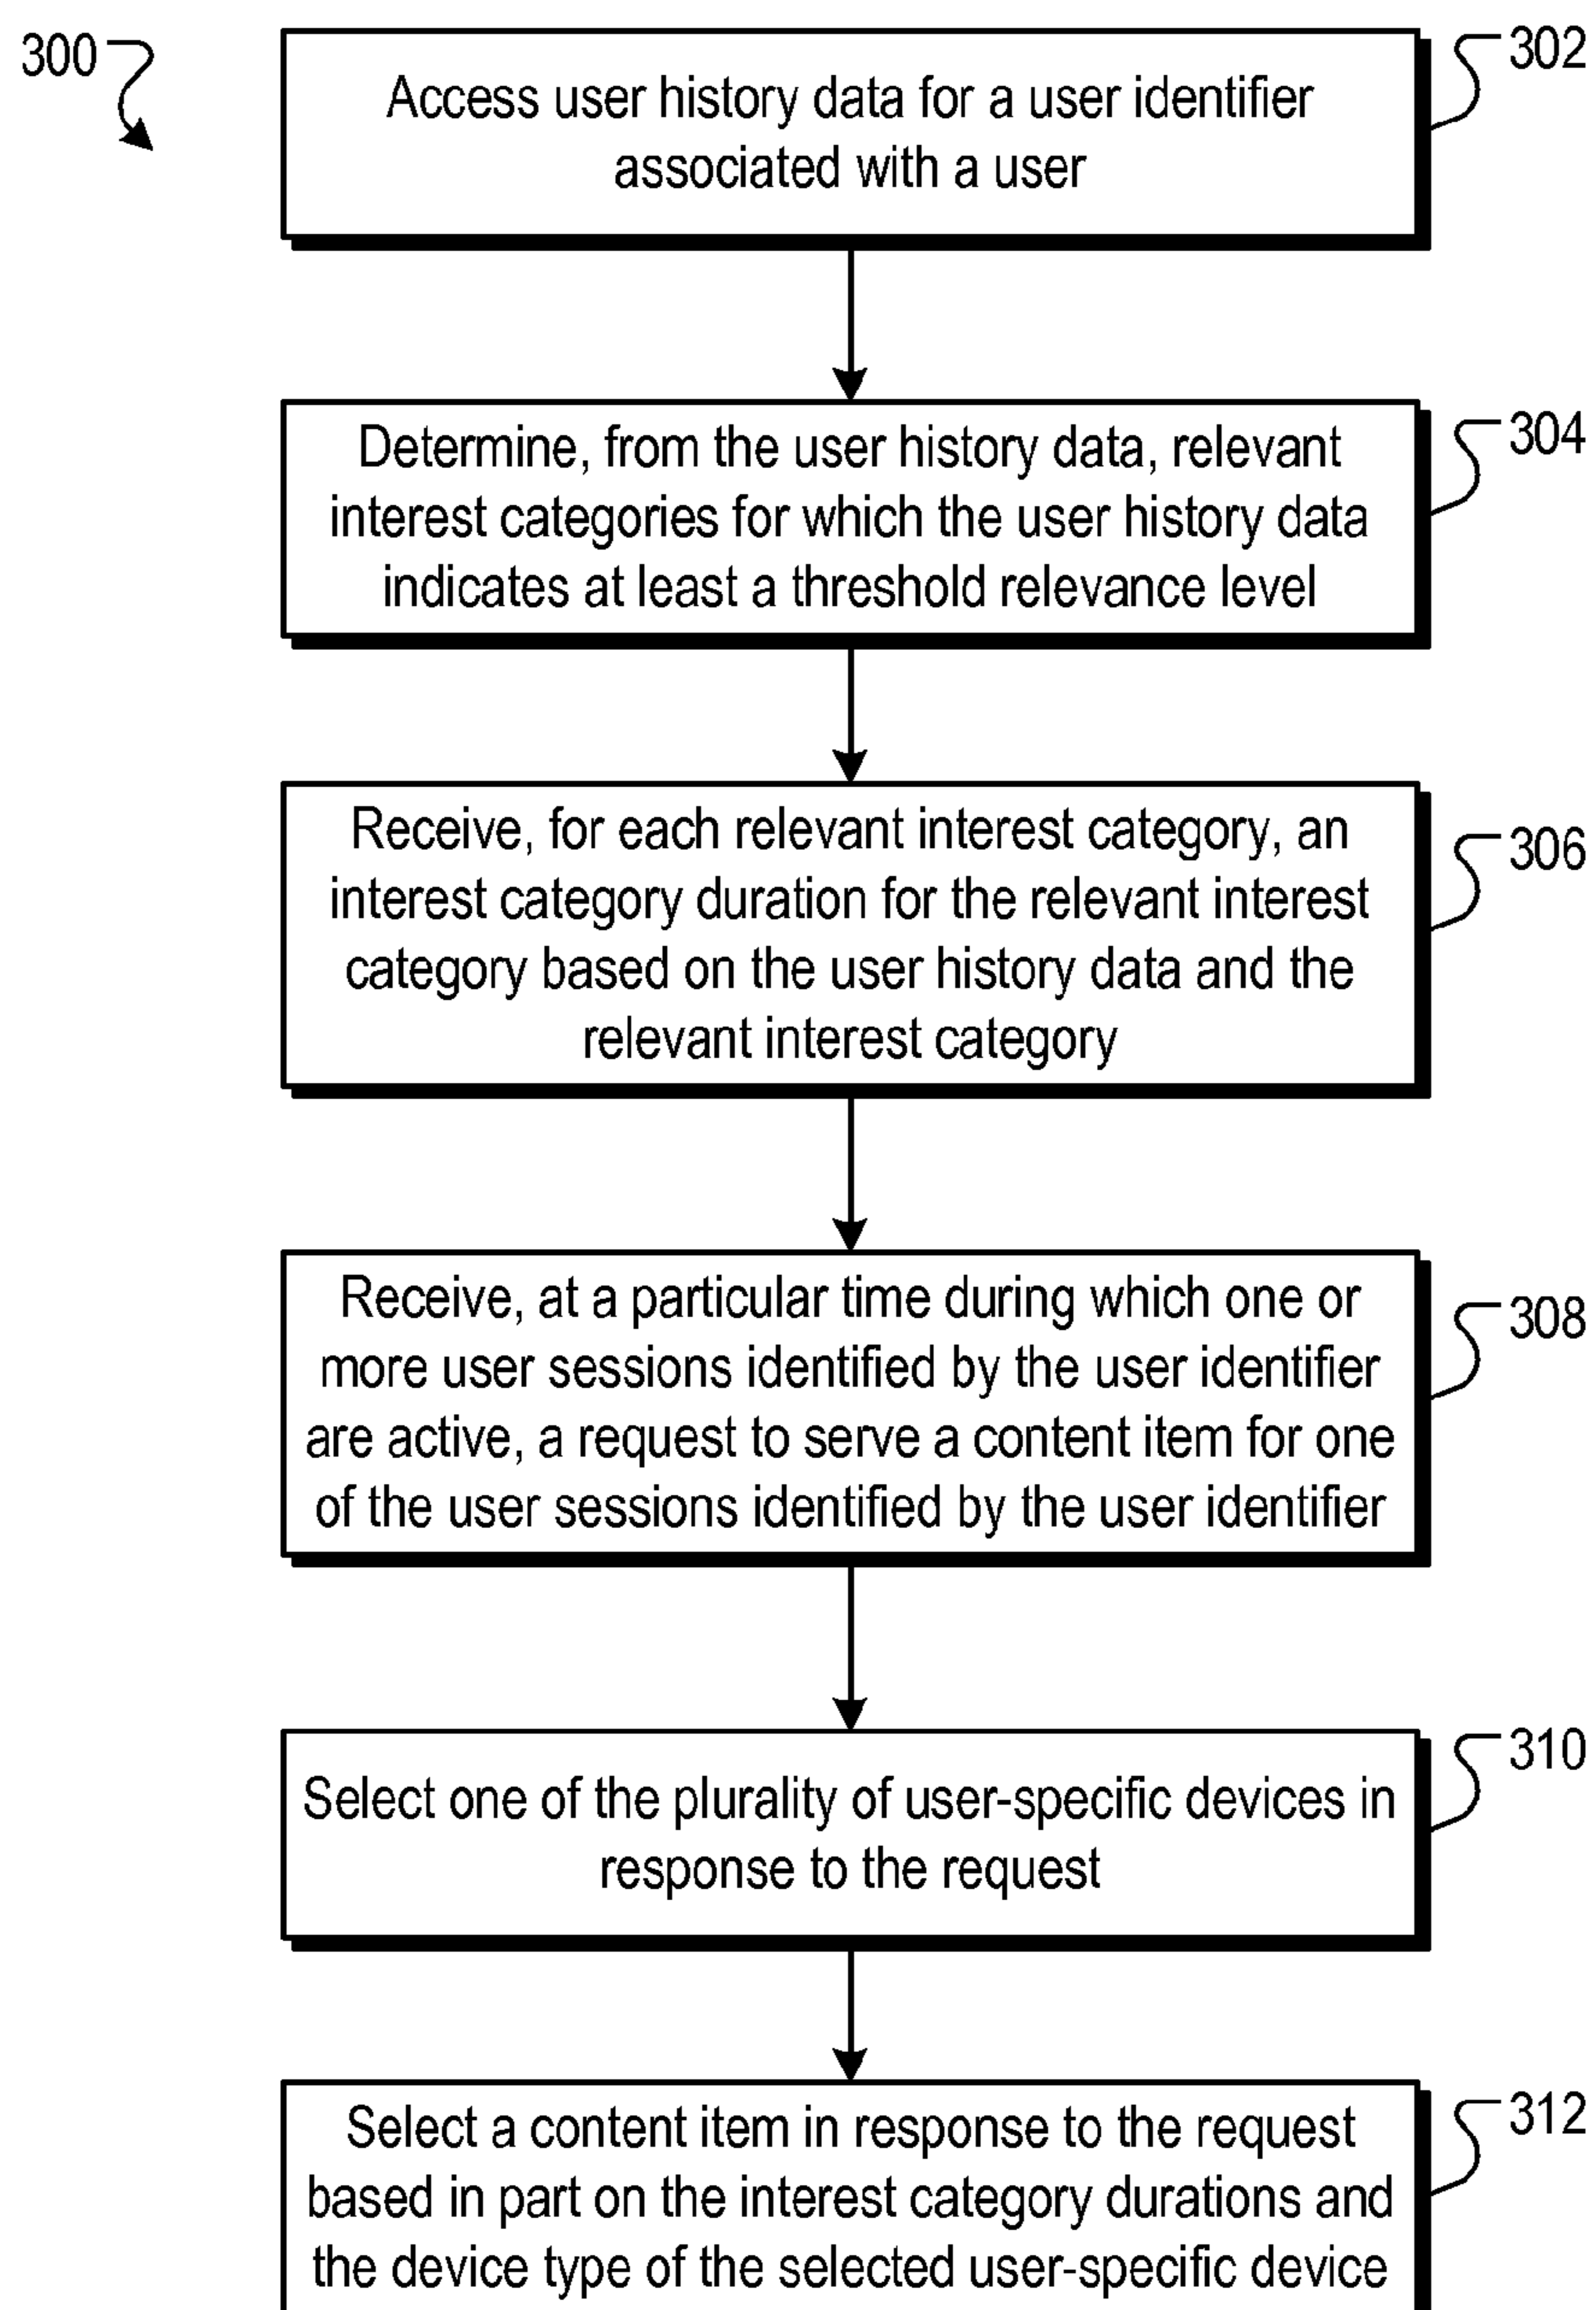 300
302
Access user history data for a user identifier
associated with a user
304
Determine, from the user history data, relevant
interest categories for which the user history data
indicates at least a threshold relevance level
306
Receive, for each relevant interest category, an
interest category duration for the relevant interest
category based on the user history data and the
relevant interest category
308
Receive, at a particular time during which one or
more user sessions identified by the user identifier
are active, a request to serve a content item for one
of the user sessions identified by the user identifier
310
Select one of the plurality of user-specific devices in
response to the request
312
Select a content item in response to the request
based in part on the interest category durations and
the device type of the selected user-specific device